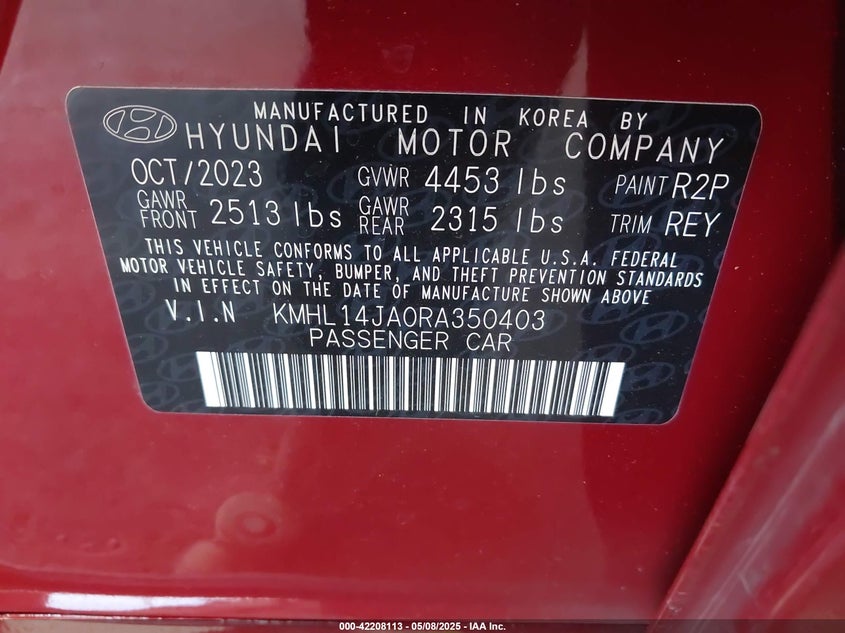 MANUFACTURED IN KOREA BY
HYUNDAI MOTOR COMPANY
OCT/2023 GVWR 4453 lbs PAINT R2P
GAWR FRONT 2513 lbs GAWR REAR 2315 lbs TRIM REY
THIS VEHICLE CONFORMS TO ALL APPLICABLE U.S.A. FEDERAL
MOTOR VEHICLE SAFETY, BUMPER, AND THEFT PREVENTION STANDARDS
IN EFFECT ON THE DATE OF MANUFACTURE SHOWN ABOVE
V.I.N KMHL14JA0RA350403
PASSENGER CAR
000-42208113 - 05/08/2025 - IAA Inc.